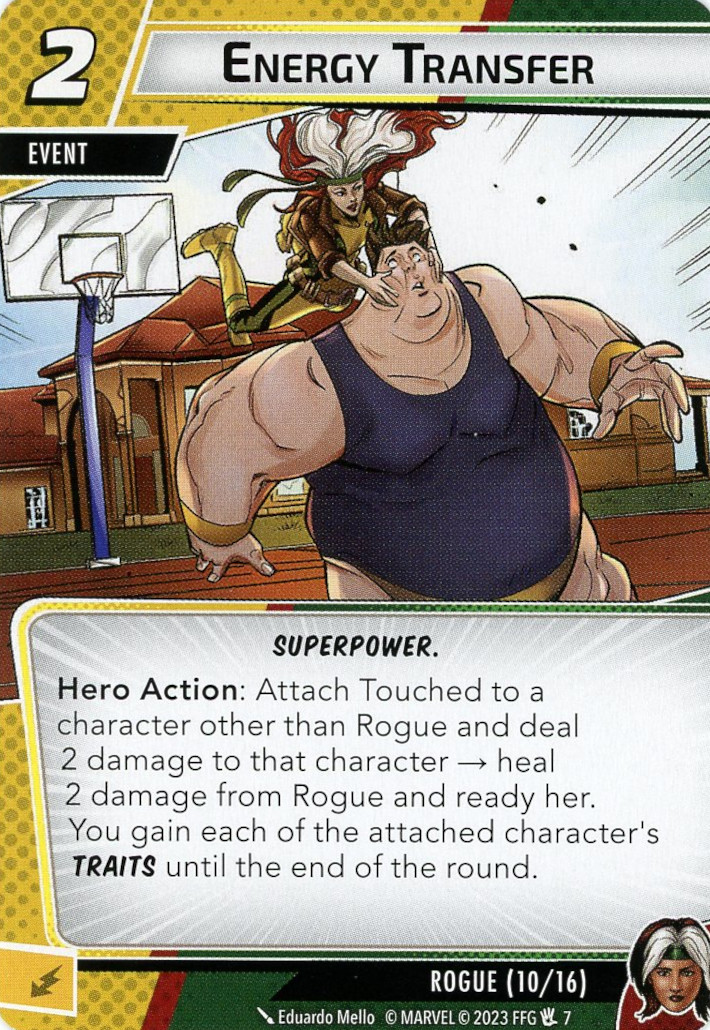 2
ENERGY TRANSFER
EVENT
SUPERPOWER.
Hero Action: Attach Touched to a
character other than Rogue and deal
2 damage to that character → heal
2 damage from Rogue and ready her.
You gain each of the attached character's
TRAITS until the end of the round.
ROGUE (10/16)
Eduardo Mello © MARVEL © 2023 FFG 7